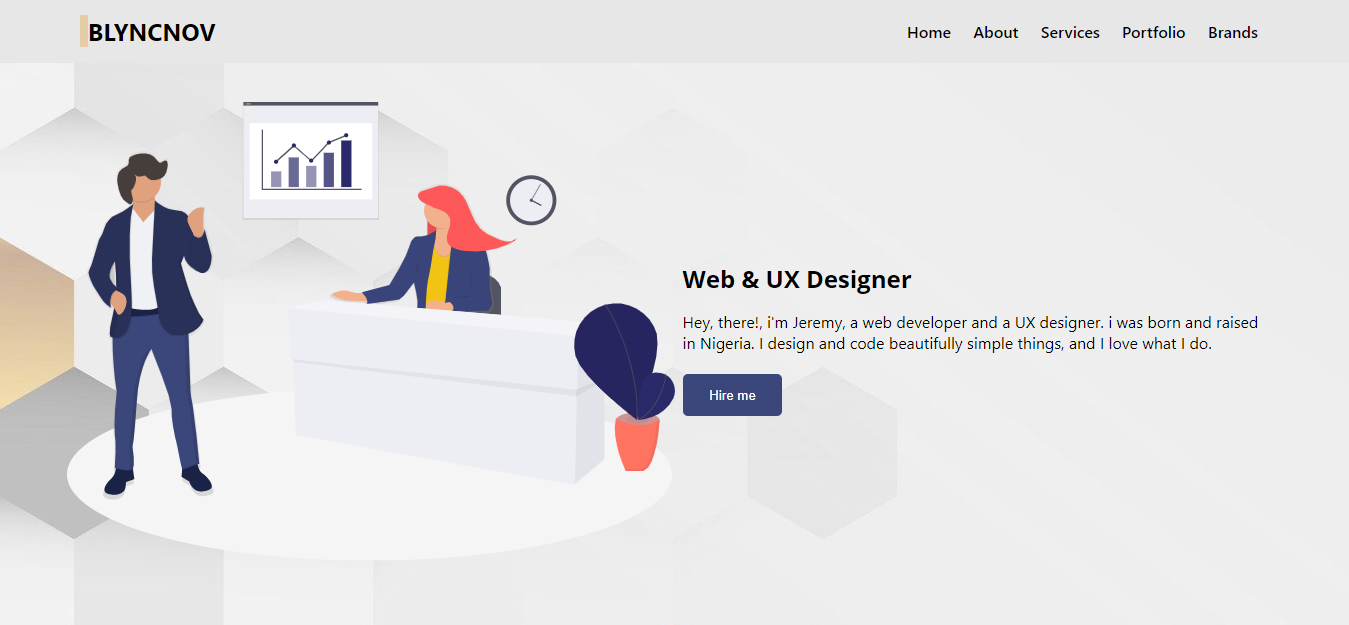 BLYNCNOV
Home About Services Portfolio Brands
Web & UX Designer
Hey, there!, i'm Jeremy, a web developer and a UX designer. i was born and raised
in Nigeria. I design and code beautifully simple things, and I love what I do.
Hire me